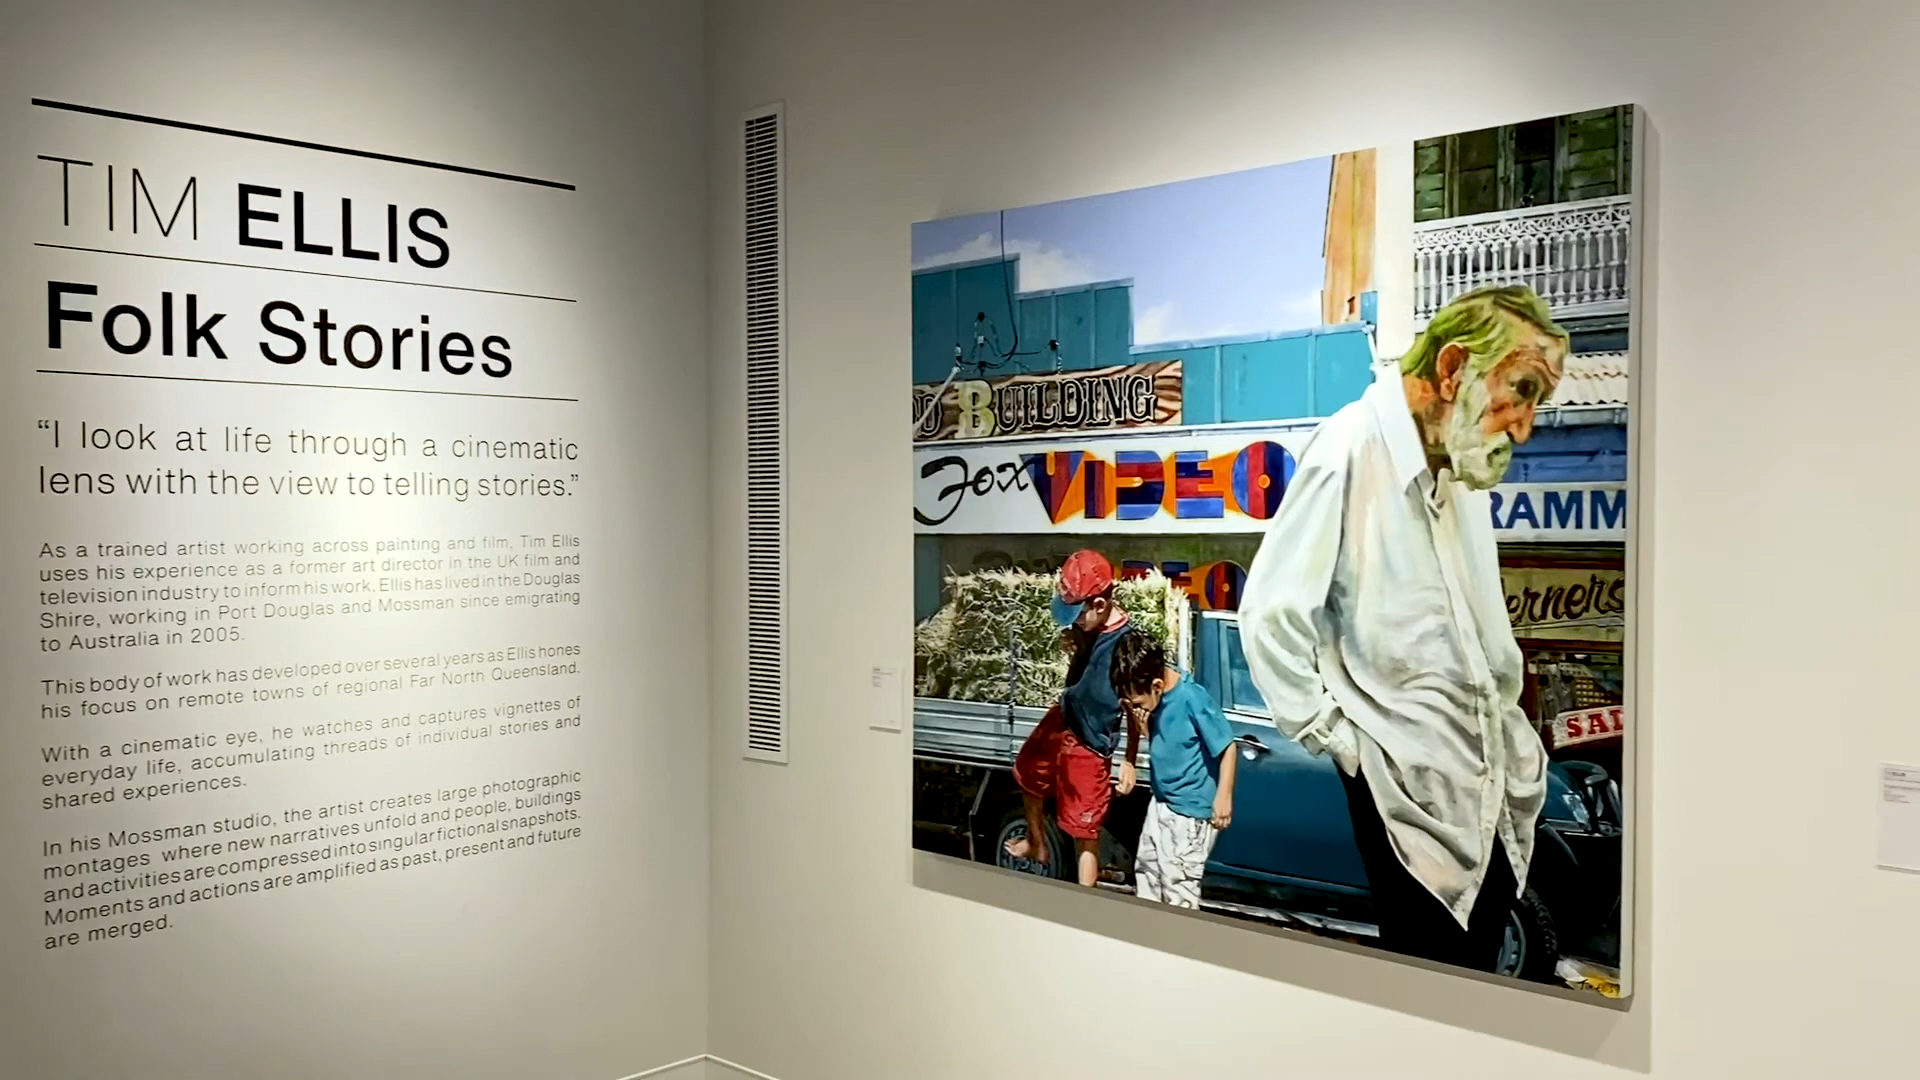 TIM ELLIS
Folk Stories
“I look at life through a cinematic
lens with the view to telling stories.”
As a trained artist working across painting and film, Tim Ellis
uses his experience as a former art director in the UK film and
television industry to inform his work. Ellis has lived in the Douglas
Shire, working in Port Douglas and Mossman since emigrating
to Australia in 2005.
This body of work has developed over several years as Ellis hones
his focus on remote towns of regional Far North Queensland.
With a cinematic eye, he watches and captures vignettes of
everyday life, accumulating threads of individual stories and
shared experiences.
In his Mossman studio, the artist creates large photographic
montages where new narratives unfold and people, buildings
and activities are compressed into singular fictional snapshots.
Moments and actions are amplified as past, present and future
are merged.
BUILDING
Fox VIDEO
RAMM
erners
SAL